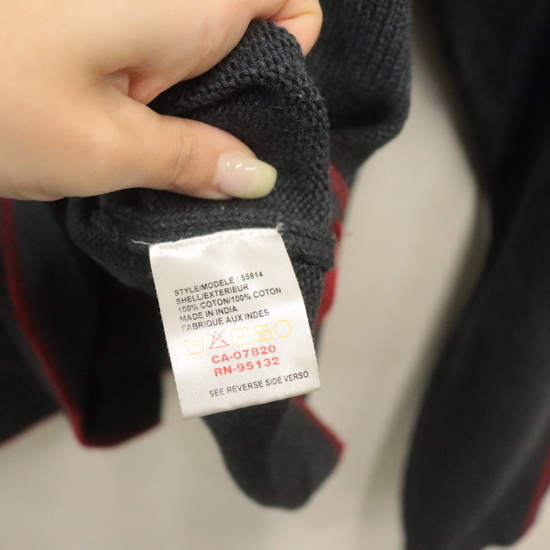 STYLE/MODELE : 55814
SHELL/EXTERIEUR
100% COTON/100% COTON
MADE IN INDIA
FABRIQUE AUX INDES
CA-07820
RN-95132
SEE REVERSE SIDE VERSO